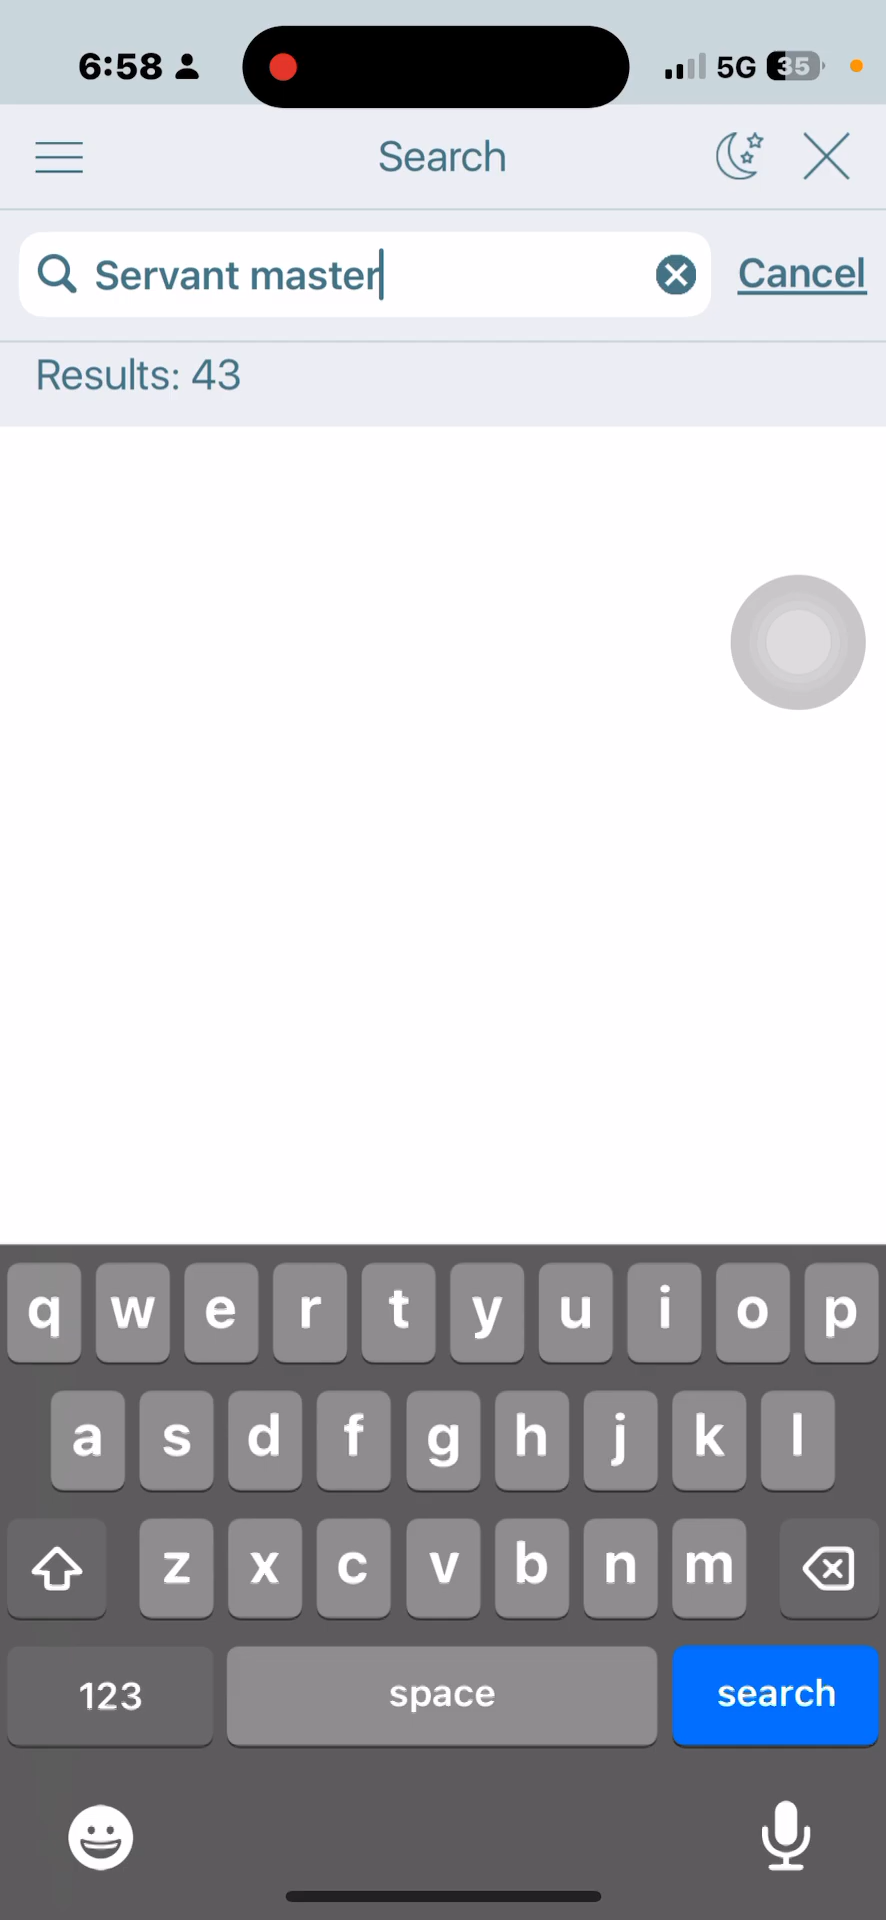 6:58 5G 35
Search
Servant master Cancel
Results: 43
q w e r t y u i o p
a s d f g h j k l
z x c v b n m
123 space search